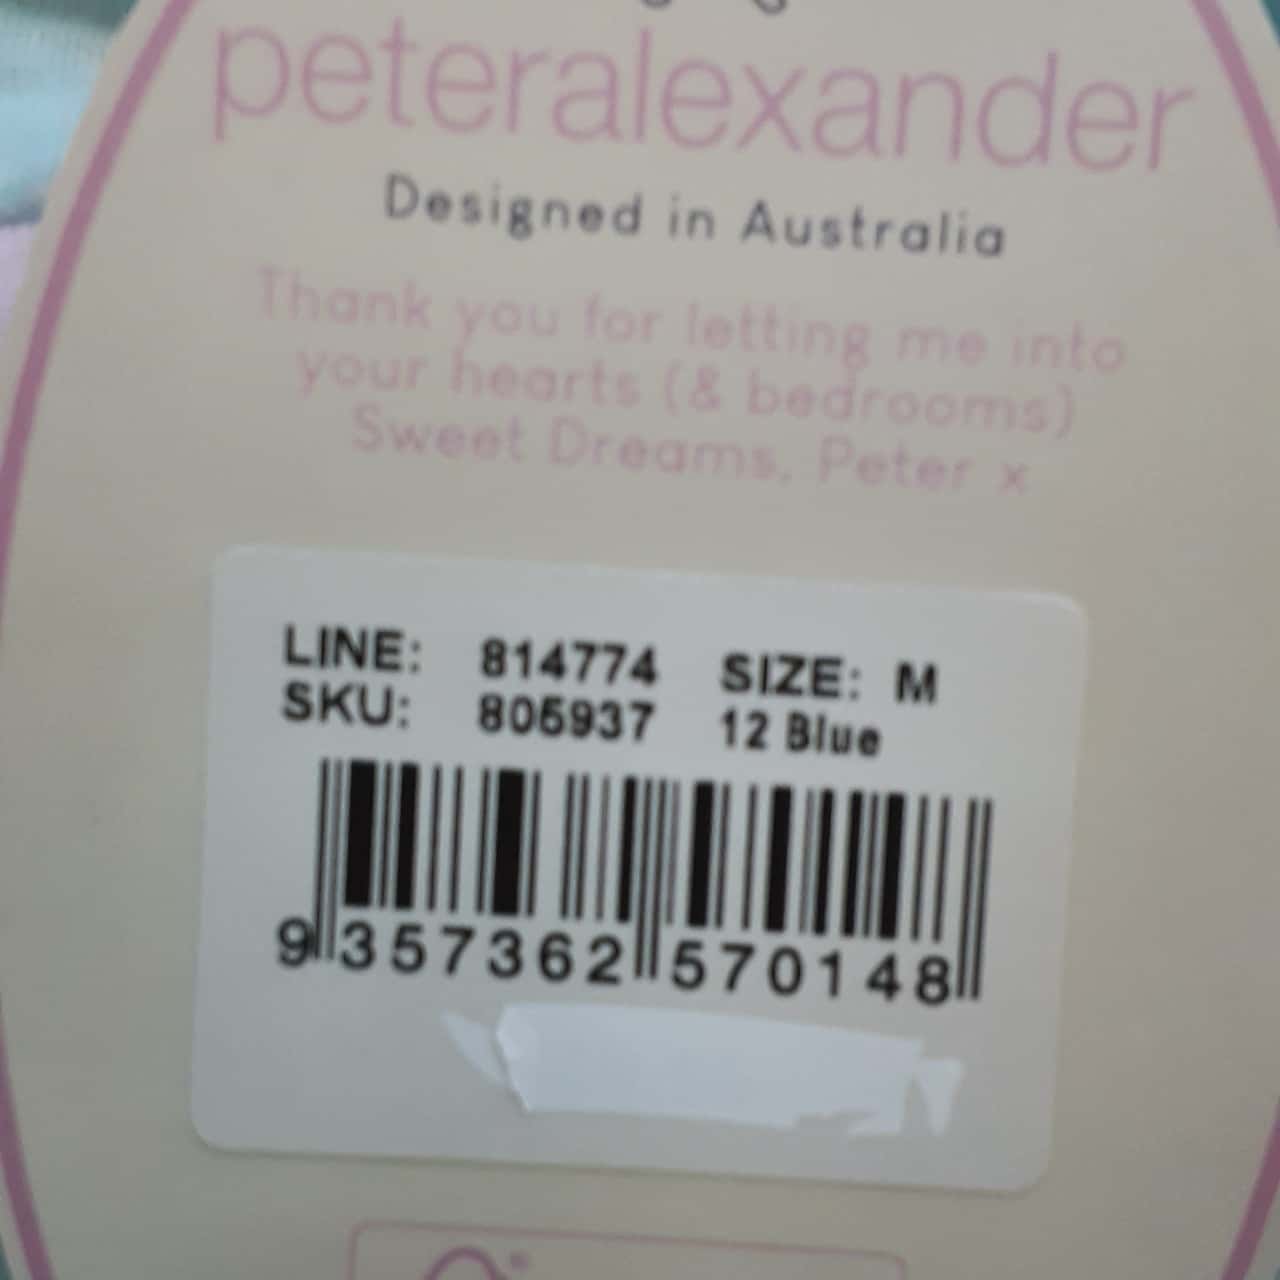 peteralexander
Designed in Australia
Thank you for letting me into
your hearts (& bedrooms)
Sweet Dreams, Peter x
LINE: 814774 SIZE: M
SKU: 805937 12 Blue
9 357362 570148